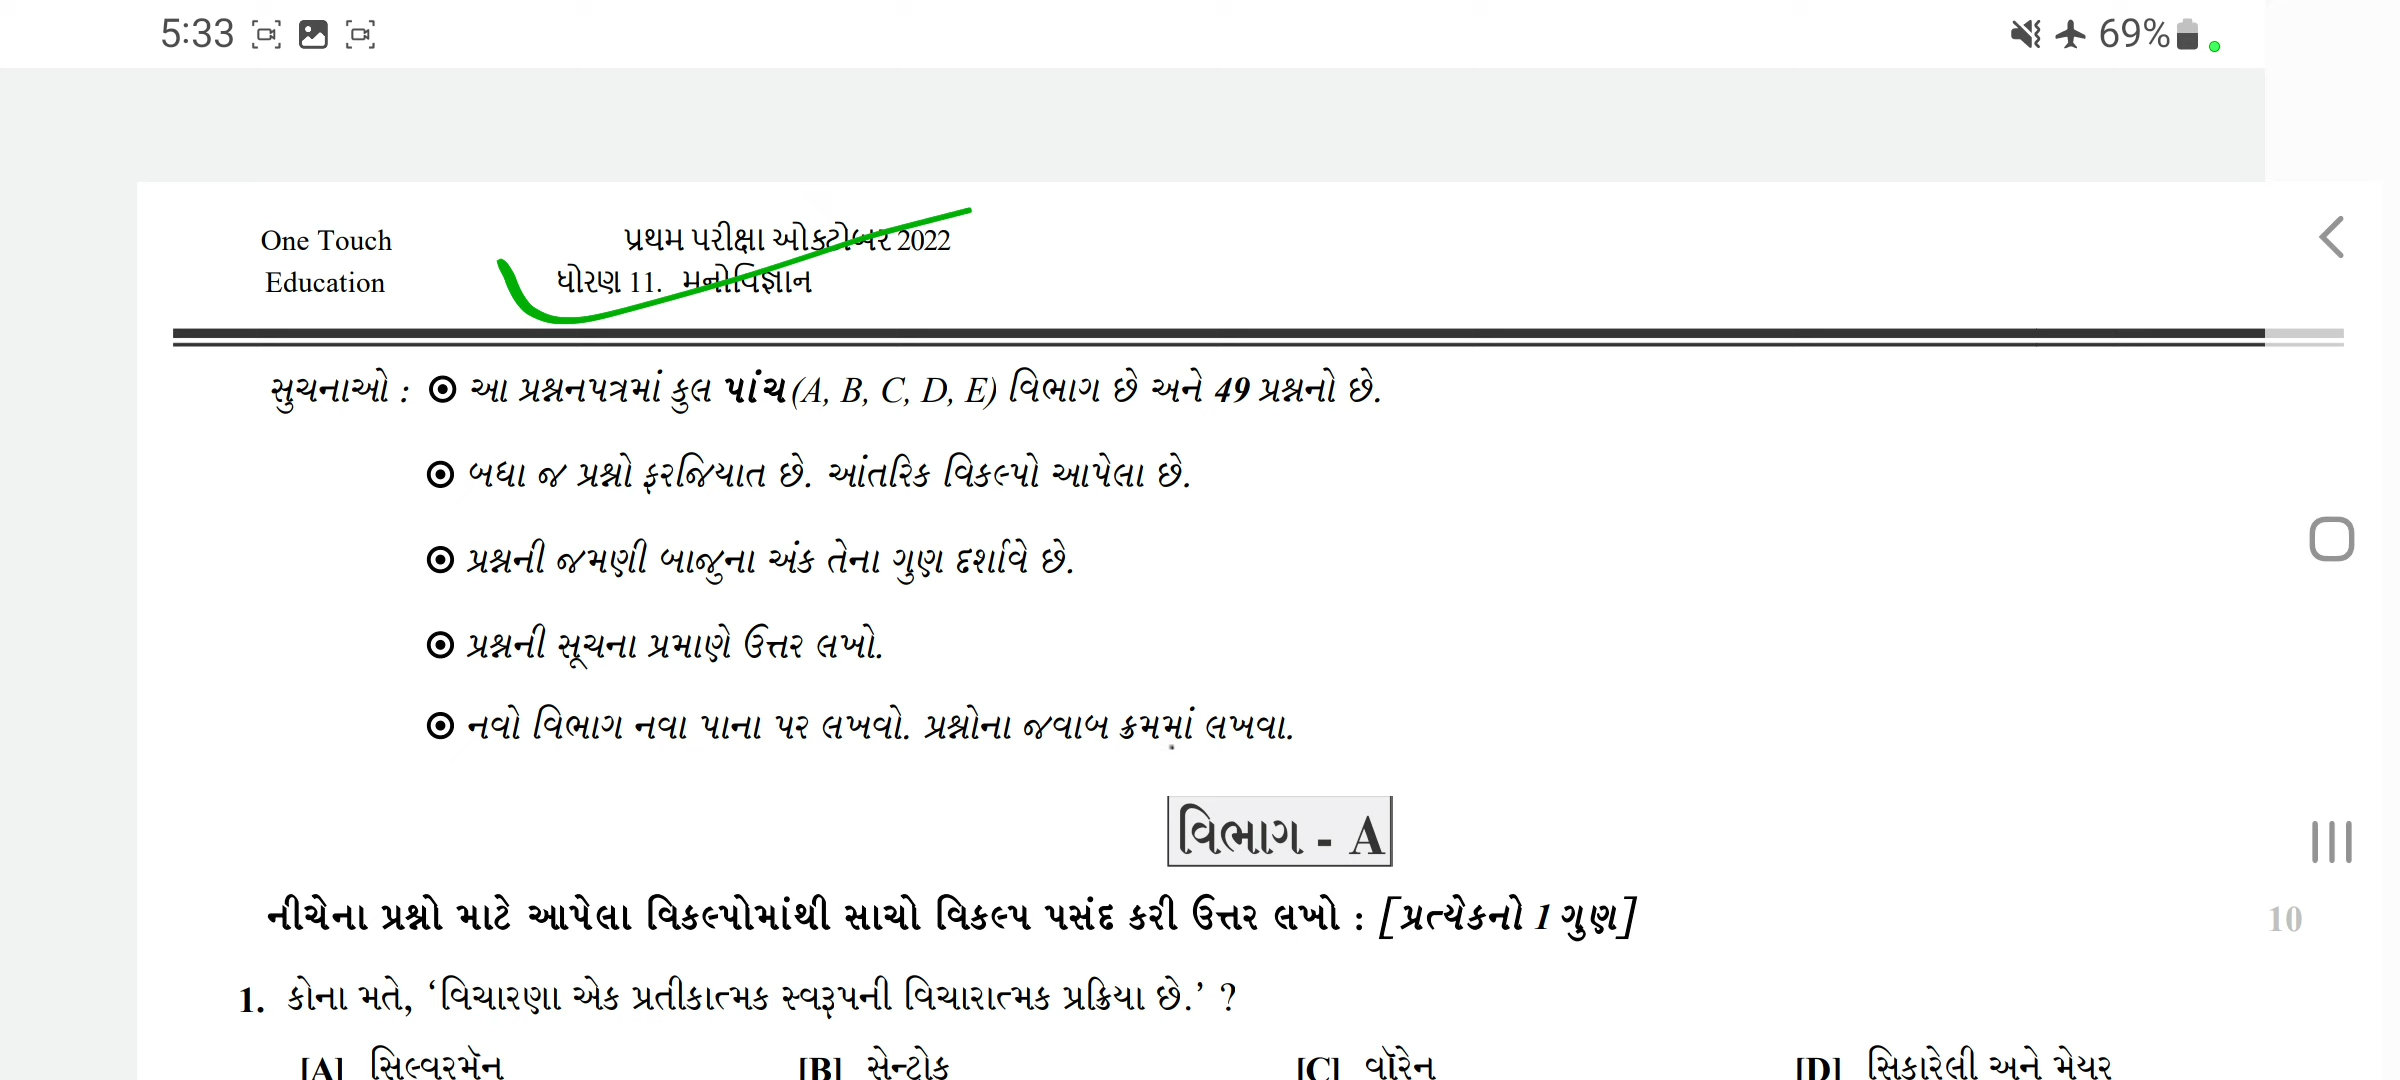 5:33
69%
One Touch
Education
પ્રથમ પરીક્ષા ઓક્ટોબર 2022
ધોરણ 11. મનોવિજ્ઞાન
સુચનાઓ : આ પ્રશ્નનપત્રમાં કુલ પાંચ (A, B, C, D, E) વિભાગ છે અને 49 પ્રશ્નનો છે.
બધા જ પ્રશ્નો ફરજિયાત છે. આંતરિક વિકલ્પો આપેલા છે.
પ્રશ્નની જમણી બાજુના અંક તેના ગુણ દર્શાવે છે.
પ્રશ્નની સૂચના પ્રમાણે ઉત્તર લખો.
નવો વિભાગ નવા પાના પર લખવો. પ્રશ્નોના જવાબ ક્રમમાં લખવા.
વિભાગ - A
નીચેના પ્રશ્નો માટે આપેલા વિકલ્પોમાંથી સાચો વિકલ્પ પસંદ કરી ઉત્તર લખો : [પ્રત્યેકનો 1 ગુણ] 10
1. કોના મતે, ‘વિચારણા એક પ્રતીકાત્મક સ્વરૂપની વિચારાત્મક પ્રક્રિયા છે.’ ?
[A] સિલ્વરમૅન [B] સેન્ટ્રોક [C] વૉરેન [D] સિકારેલી અને મેયર